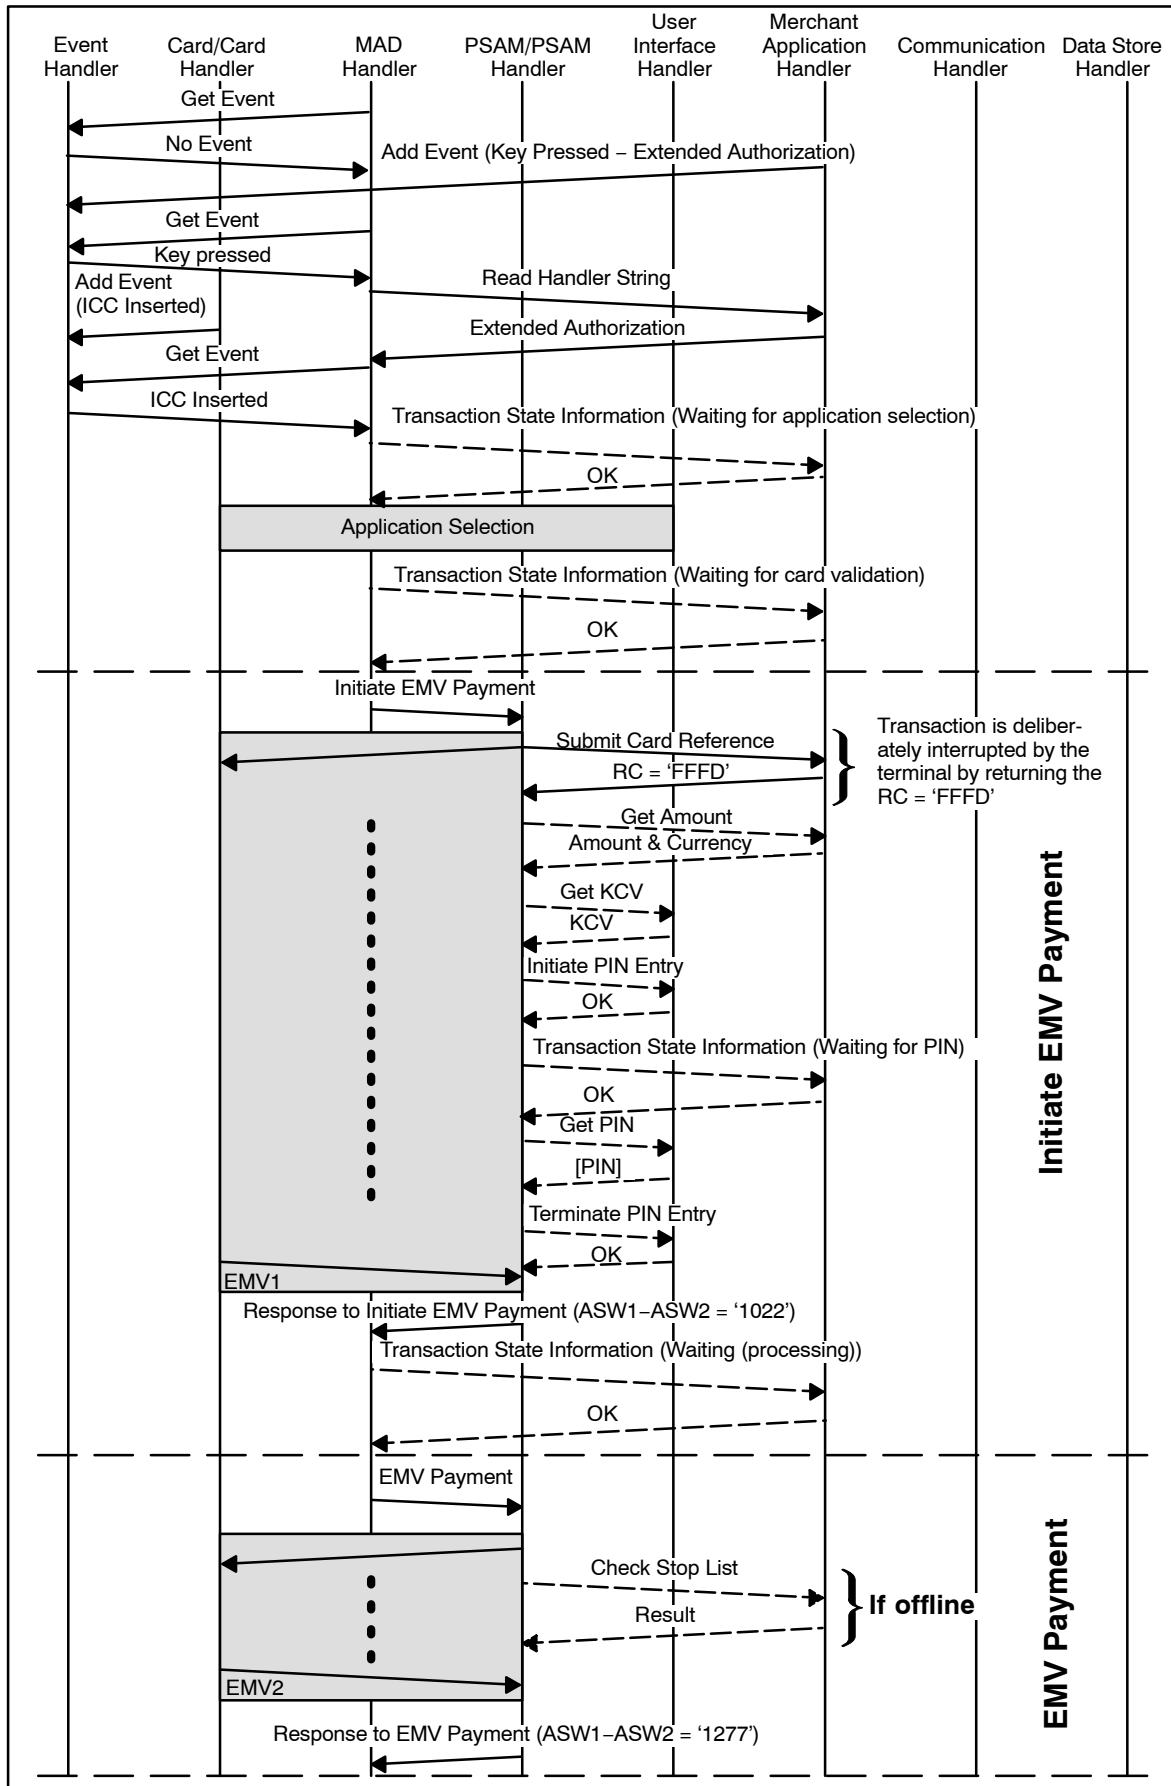 Event
Handler
Card/Card
Handler
MAD
Handler
PSAM/PSAM
Handler
User
Interface
Handler
Merchant
Application
Handler
Communication
Handler
Data Store
Handler
Get Event
No Event
Add Event (Key Pressed – Extended Authorization)
Get Event
Key pressed
Add Event
(ICC Inserted)
Read Handler String
Extended Authorization
Get Event
ICC Inserted
Transaction State Information (Waiting for application selection)
OK
Application Selection
Transaction State Information (Waiting for card validation)
OK
Initiate EMV Payment
Submit Card Reference
RC = ‘FFFD’
Transaction is deliber-
ately interrupted by the
terminal by returning the
RC = ‘FFFD’
Get Amount
Amount & Currency
Get KCV
KCV
Initiate PIN Entry
OK
Transaction State Information (Waiting for PIN)
OK
Get PIN
[PIN]
Terminate PIN Entry
OK
EMV1
Initiate EMV Payment
Response to Initiate EMV Payment (ASW1–ASW2 = ‘1022’)
Transaction State Information (Waiting (processing))
OK
EMV Payment
Check Stop List
Result
If offline
EMV2
EMV Payment
Response to EMV Payment (ASW1–ASW2 = ‘1277’)